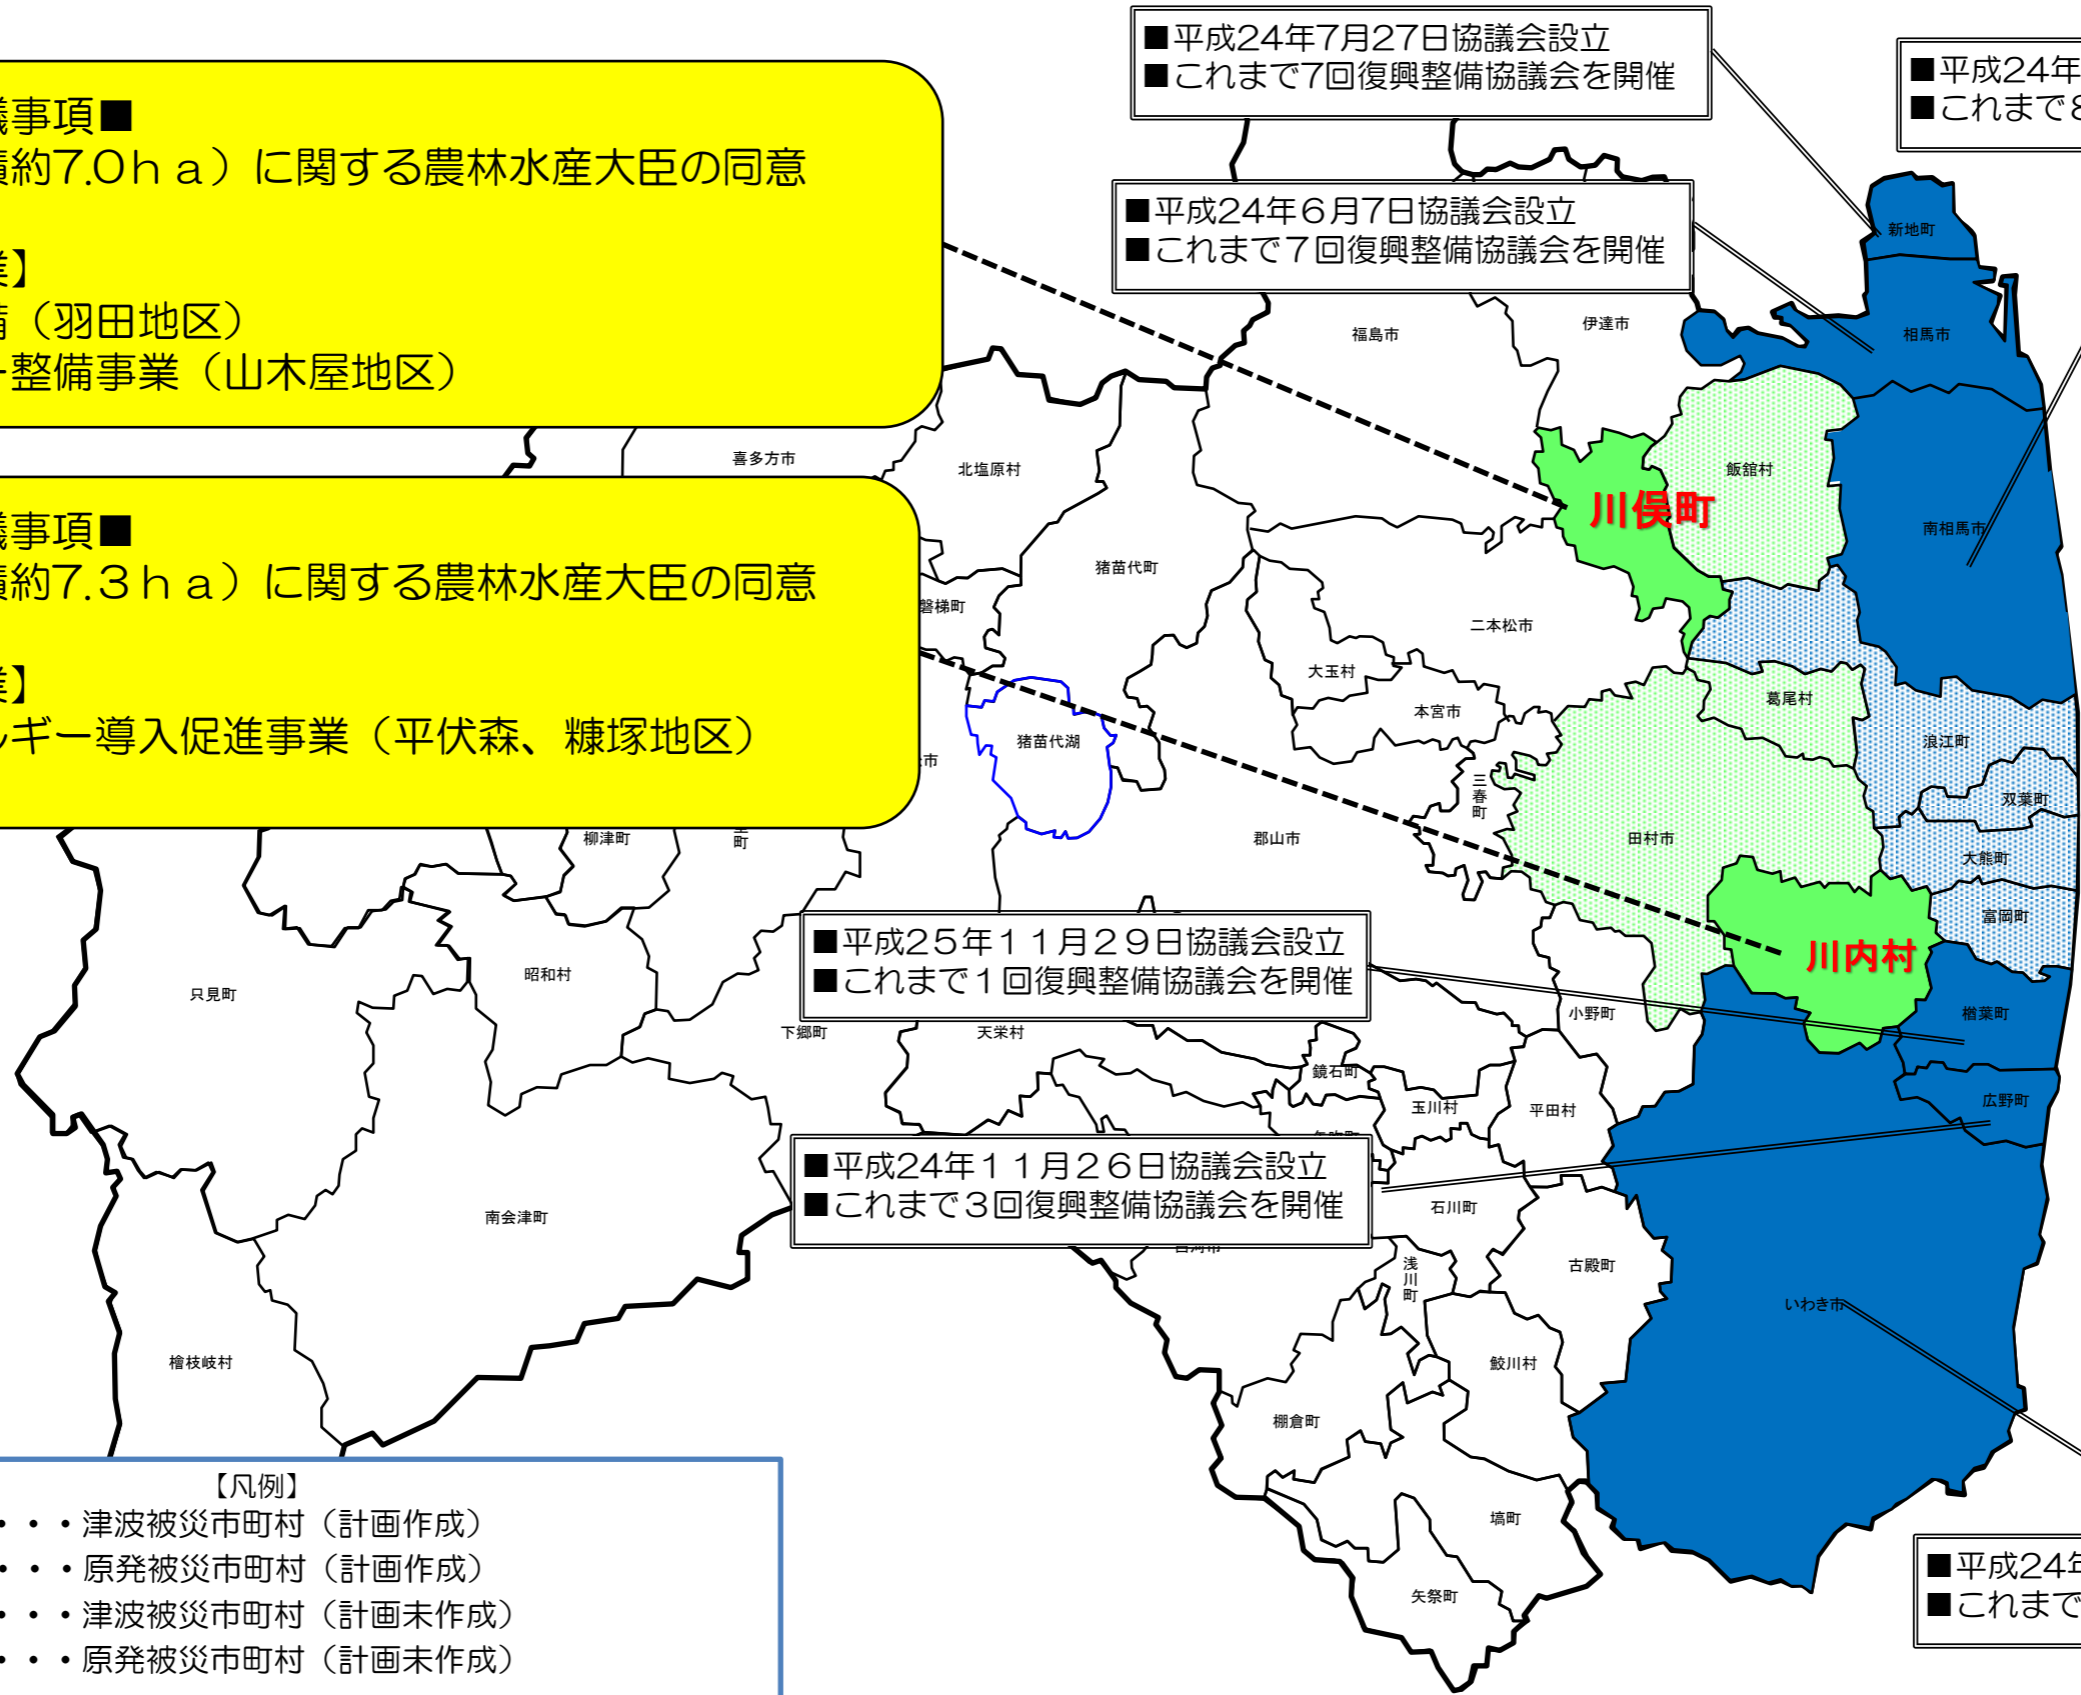 ■平成24年7月27日協議会設立
■これまで7回復興整備協議会を開催
■平成24年
■これまで8
議事項■
積約7.0ｈａ）に関する農林水産大臣の同意
業】
備（羽田地区）
ー整備事業（山木屋地区）
■平成24年６月7日協議会設立
■これまで７回復興整備協議会を開催
新地町
相馬市
福島市
伊達市
喜多方市
北塩原村
飯舘村
川俣町
南相馬市
議事項■
積約7.3ｈａ）に関する農林水産大臣の同意
業】
ルギー導入促進事業（平伏森、糠塚地区）
猪苗代町
磐梯町
二本松市
大玉村
本宮市
葛尾村
猪苗代湖
浪江町
市
三春町
双葉町
柳津町
町
郡山市
田村市
大熊町
富岡町
■平成25年１１月２９日協議会設立
■これまで１回復興整備協議会を開催
川内村
只見町
昭和村
下郷町
天栄村
小野町
楢葉町
鏡石町
玉川村
平田村
広野町
■平成24年１１月２６日協議会設立
■これまで３回復興整備協議会を開催
南会津町
石川町
浅川町
古殿町
いわき市
檜枝岐村
鮫川村
棚倉町
塙町
矢祭町
【凡例】
・・・津波被災市町村（計画作成）
・・・原発被災市町村（計画作成）
・・・津波被災市町村（計画未作成）
・・・原発被災市町村（計画未作成）
■平成24年
■これまで